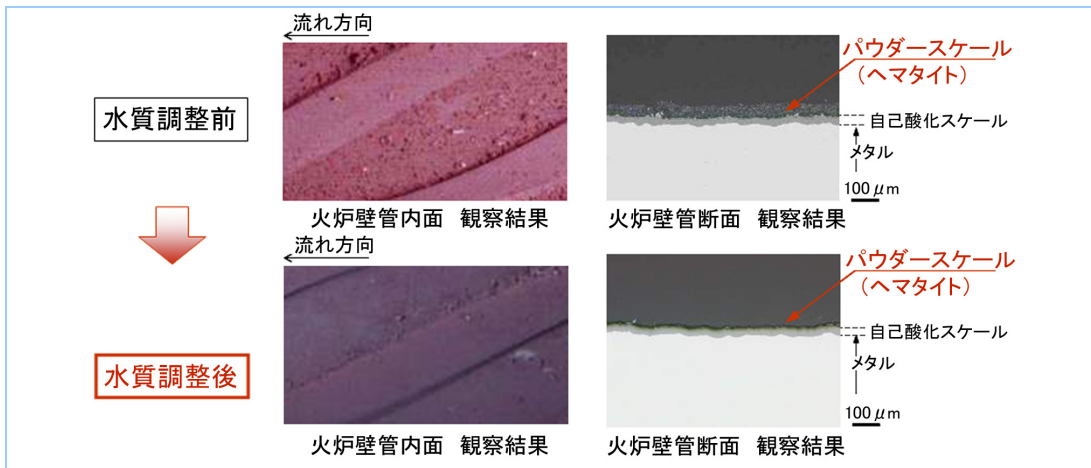 流れ方向
パウダースケール
（ヘマタイト）
水質調整前
自己酸化スケール
メタル
100 μm
火炉壁管内面 観察結果
火炉壁管断面 観察結果
流れ方向
パウダースケール
（ヘマタイト）
自己酸化スケール
メタル
水質調整後
100 μm
火炉壁管内面 観察結果
火炉壁管断面 観察結果